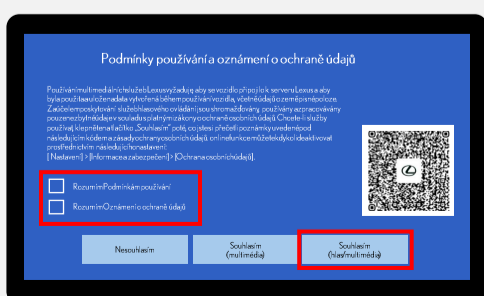 Podmínky používání a oznámení o ochraně údajů
Používání multimediálních služeb Lexus vyžaduje, aby se vozidlo připojilo k serveru Lexus a aby
byla použita a uložena data vytvořená během používání vozidla, včetně údajů o zeměpisné poloze.
Za účelem poskytování služeb hlasového ovládání jsou shromažďovány, používány a zpracovávány
pouze nezbytné údaje v souladu s platnými zákony o ochraně osobních údajů. Chcete-li služby
používat, klepněte na tlačítko „Souhlasím" poté, co jste si přečetli poznámky uvedené pod
následujícím kódem a zásady ochrany osobních údajů. online funkce můžete kdykoli deaktivovat
prostřednictvím následujícího nastavení:
[ Nastavení] > [Informace a zabezpečení] > [Ochrana osobních údajů].
Rozumím Podmínkám používání
Rozumím Oznámení o ochraně údajů
Nesouhlasím
Souhlasím
(multimédia)
Souhlasím
(hlas/multimédia)